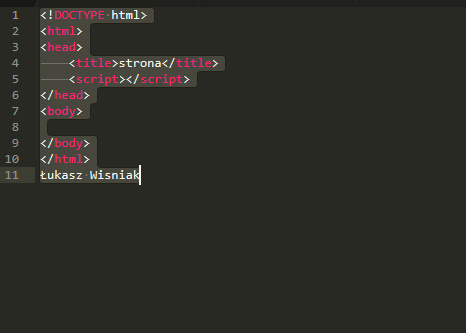 1 <!DOCTYPE html>
2 <html>
3 <head>
4 <title>strona</title>
5 <script></script>
6 </head>
7 <body>
8
9 </body>
10 </html>
11 Łukasz Wisniak